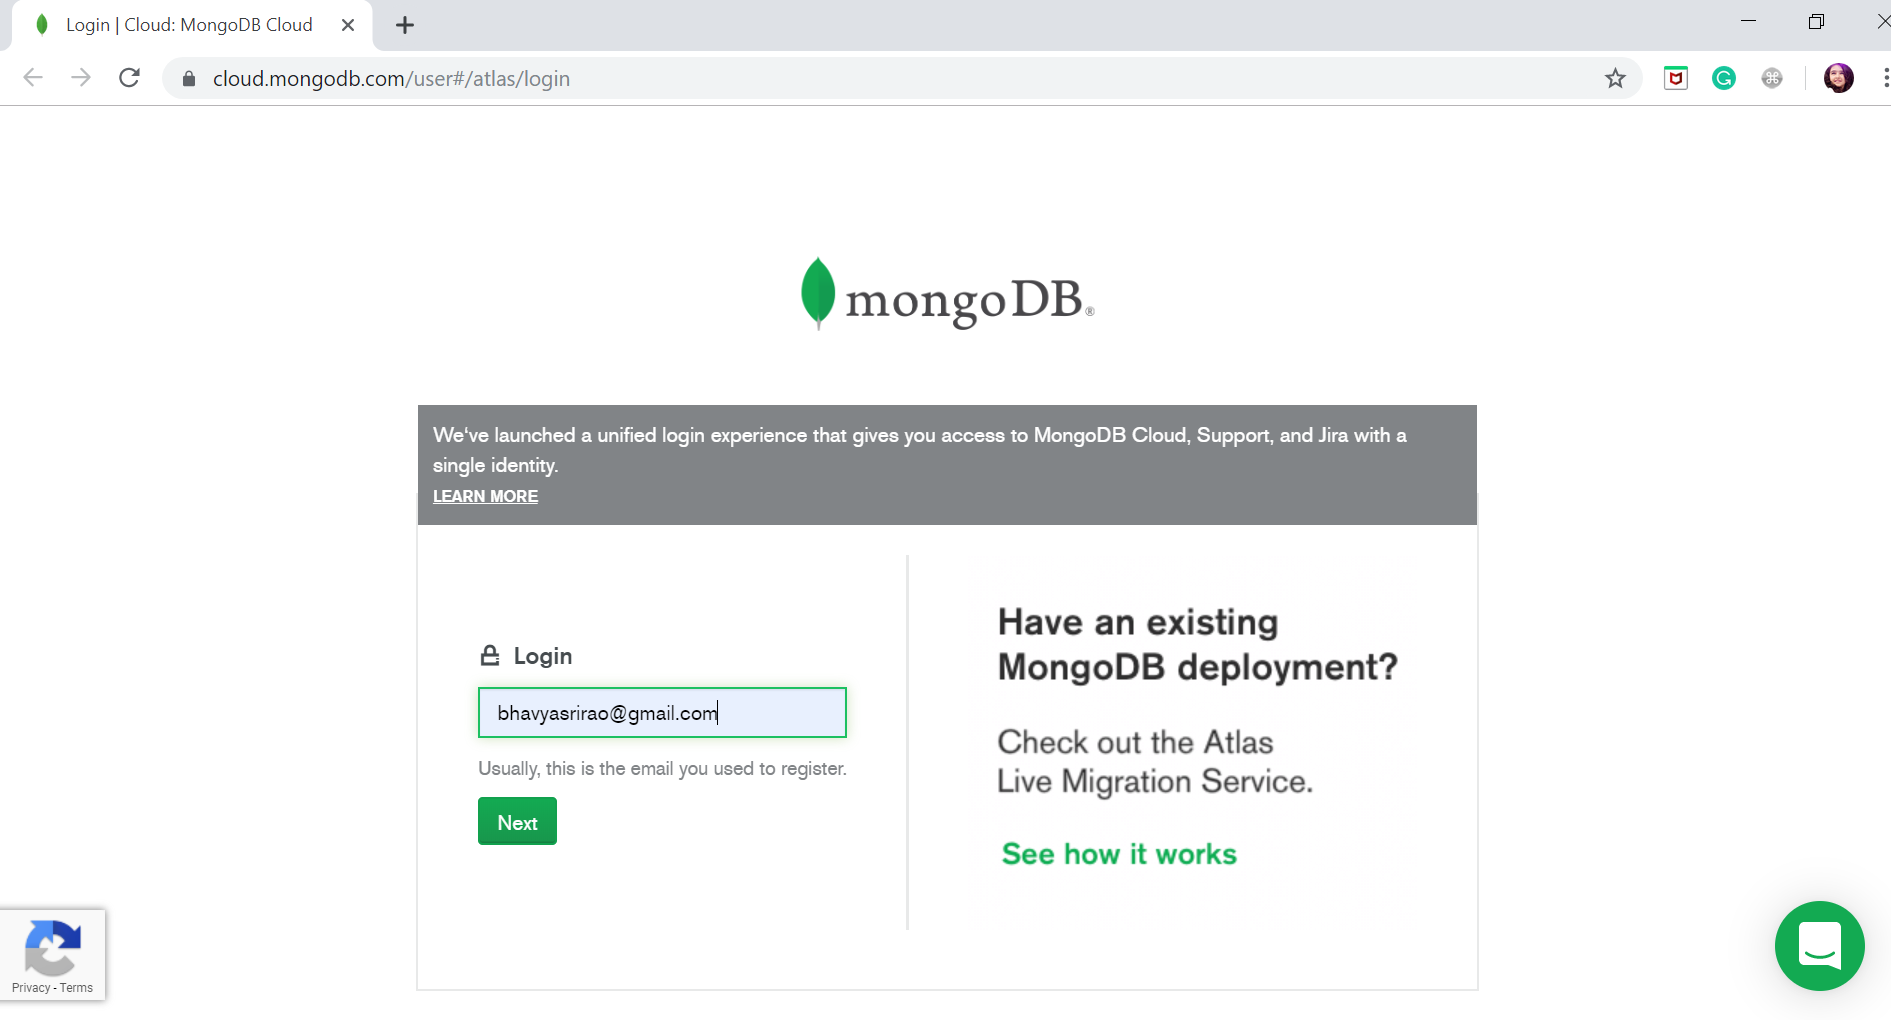 Login | Cloud: MongoDB Cloud
cloud.mongodb.com/user#/atlas/login
mongoDB®
We've launched a unified login experience that gives you access to MongoDB Cloud, Support, and Jira with a
single identity.
LEARN MORE
Login
bhavyasrirao@gmail.com
Usually, this is the email you used to register.
Next
Have an existing
MongoDB deployment?
Check out the Atlas
Live Migration Service.
See how it works
Privacy - Terms